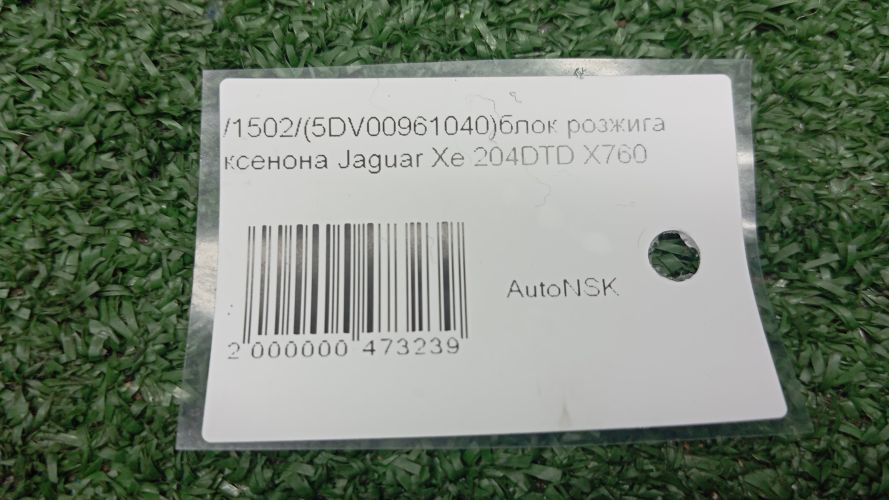 /1502/(5DV00961040)блок розжига
ксенона Jaguar Xe 204DTD X760
AutoNSK
2 000000 473239